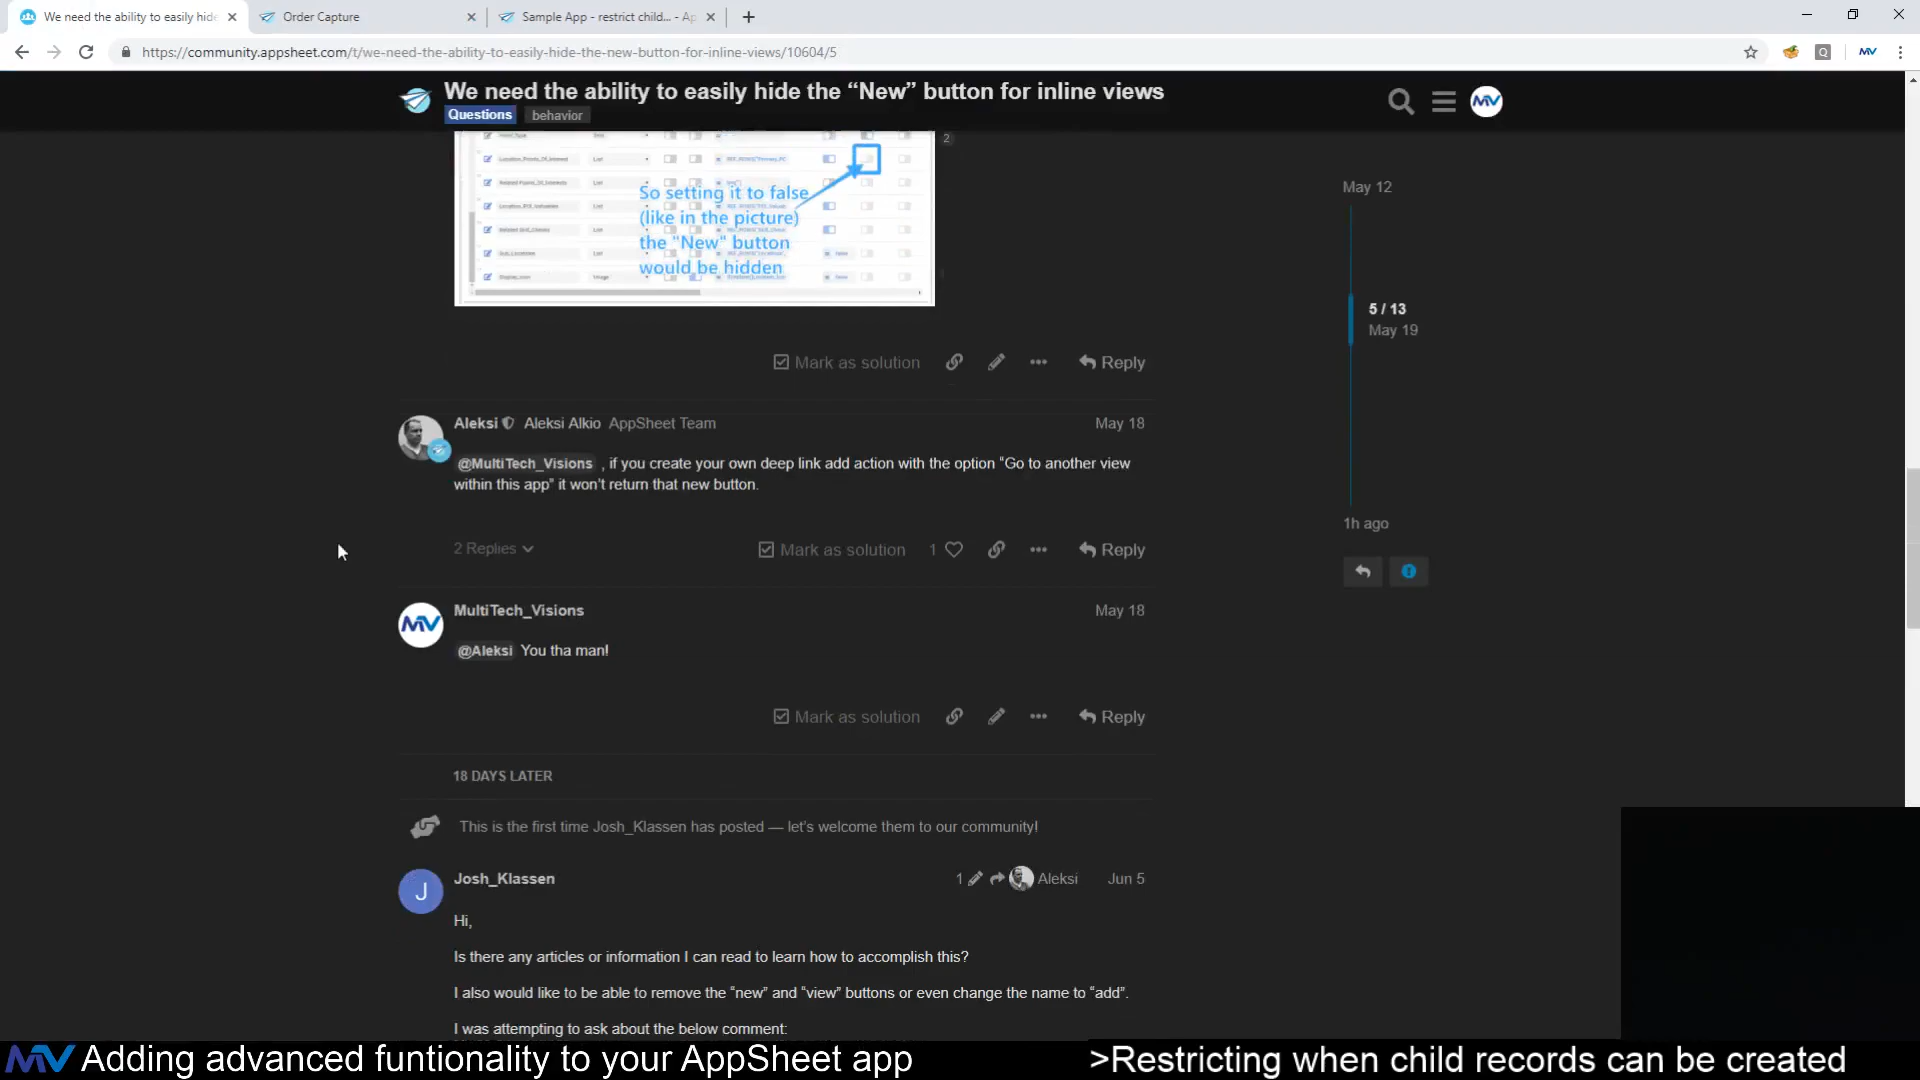 We need the ability to easily hide
Order Capture
Sample App - restrict child... - Ap
https://community.appsheet.com/t/we-need-the-ability-to-easily-hide-the-new-button-for-inline-views/10604/5
Q
MV
We need the ability to easily hide the “New” button for inline views
Questions
behavior
MV
2
So setting it to false
(like in the picture)
the "New" button
would be hidden
May 12
5 / 13
May 19
1h ago
Mark as solution
Reply
Aleksi Aleksi Alkio AppSheet Team
May 18
@MultiTech_Visions , if you create your own deep link add action with the option “Go to another view
within this app” it won’t return that new button.
2 Replies
Mark as solution
1
Reply
MV
MultiTech_Visions
May 18
@Aleksi You tha man!
Mark as solution
Reply
18 DAYS LATER
This is the first time Josh_Klassen has posted — let’s welcome them to our community!
J
Josh_Klassen
1
Aleksi
Jun 5
Hi,
Is there any articles or information I can read to learn how to accomplish this?
I also would like to be able to remove the “new” and “view” buttons or even change the name to “add”.
I was attempting to ask about the below comment:
MV Adding advanced funtionality to your AppSheet app
>Restricting when child records can be created